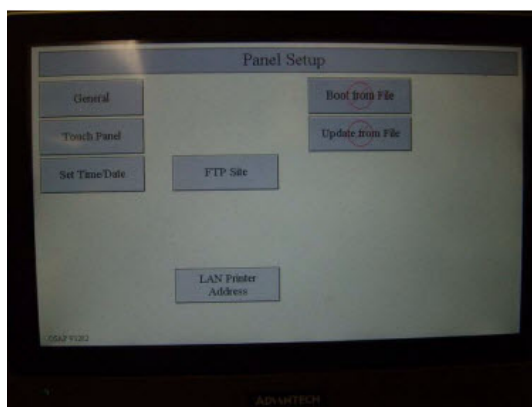 Panel Setup
General
Boot from File
Touch Panel
Update from File
Set Time/Date
FTP Site
LAN Printer
Address
ADVANTECH